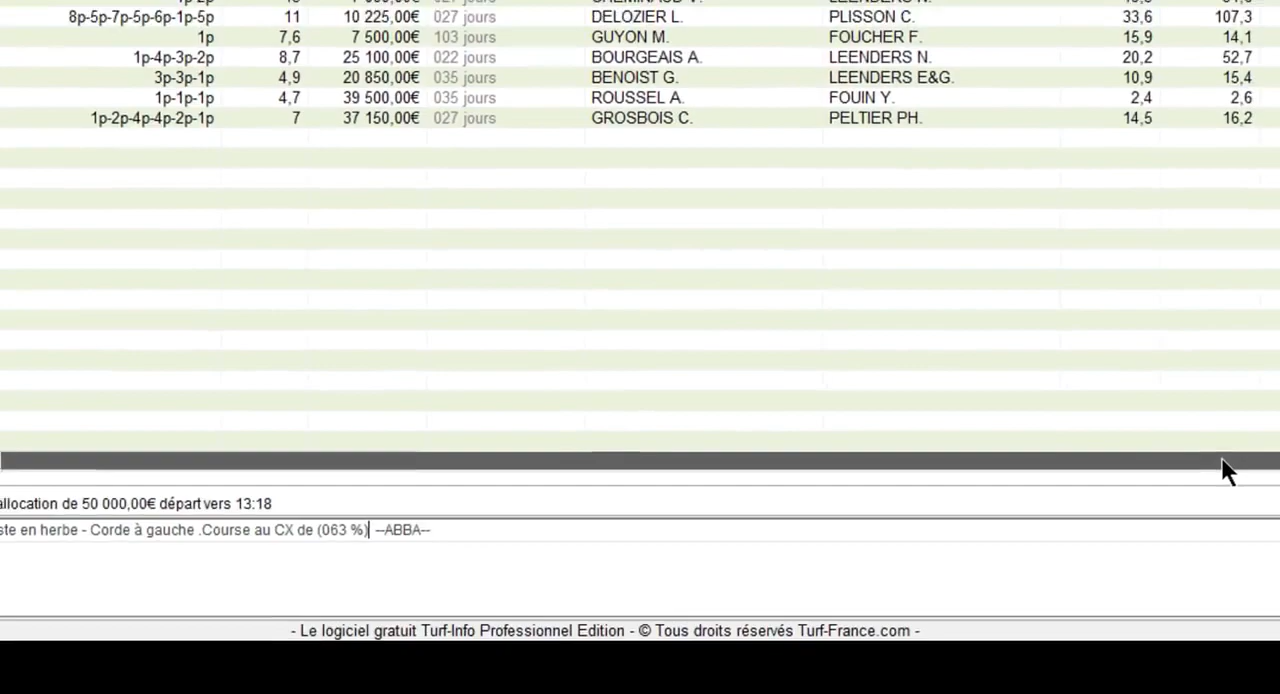 8p-5p-7p-5p-6p-1p-5p 11 10 225,00€ 027 jours DELOZIER L. PLISSON C. 33,6 107,3
1p 7,6 7 500,00€ 103 jours GUYON M. FOUCHER F. 15,9 14,1
1p-4p-3p-2p 8,7 25 100,00€ 022 jours BOURGEAIS A. LEENDERS N. 20,2 52,7
3p-3p-1p 4,9 20 850,00€ 035 jours BENOIST G. LEENDERS E&G. 10,9 15,4
1p-1p-1p 4,7 39 500,00€ 035 jours ROUSSEL A. FOUIN Y. 2,4 2,6
1p-2p-4p-4p-2p-1p 7 37 150,00€ 027 jours GROSBOIS C. PELTIER PH. 14,5 16,2
allocation de 50 000,00€ départ vers 13:18
ste en herbe - Corde à gauche .Course au CX de (063 %) --ABBA--
- Le logiciel gratuit Turf-Info Professionnel Edition - © Tous droits réservés Turf-France.com -